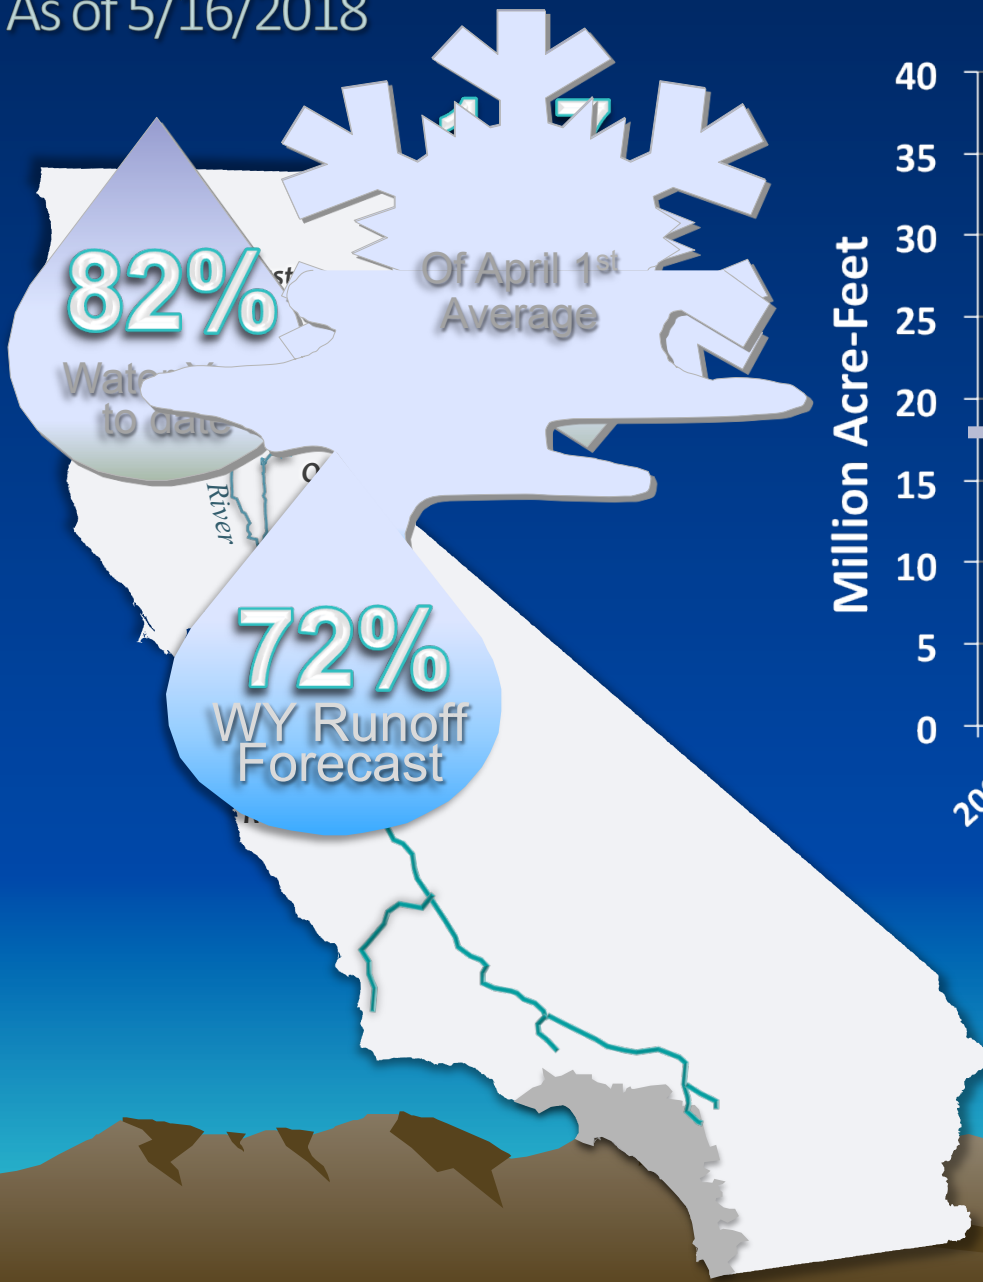 As of 5/16/2018
82%
to date
Of April 1st
Average
River
72%
WY Runoff
Forecast
Million Acre-Feet
40
35
30
25
20
15
10
5
0